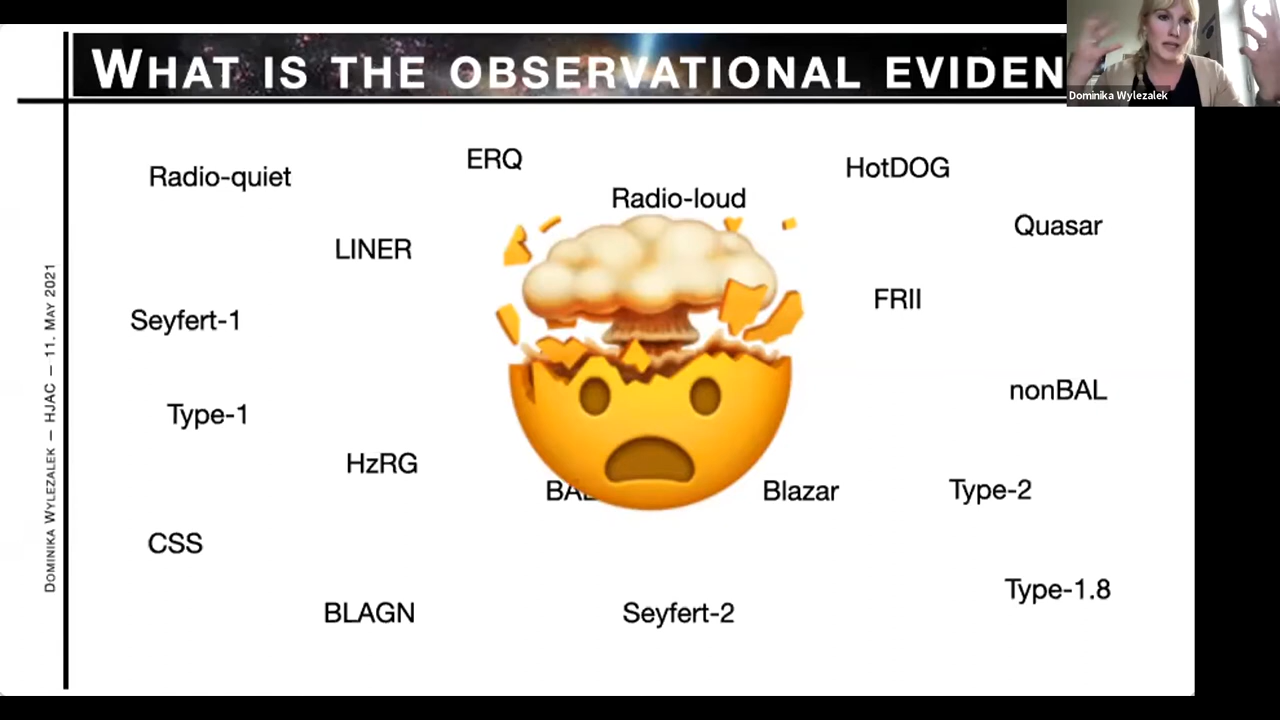 WHAT IS THE OBSERVATIONAL EVIDEN
Dominika Wylezalek
ERQ
HotDOG
Radio-quiet
Radio-loud
Quasar
LINER
FRII
Seyfert-1
nonBAL
Type-1
HzRG
BAL
Blazar
Type-2
CSS
Type-1.8
BLAGN
Seyfert-2
DOMINIKA WYLEZALEK — HJAC — 11. MAY 2021